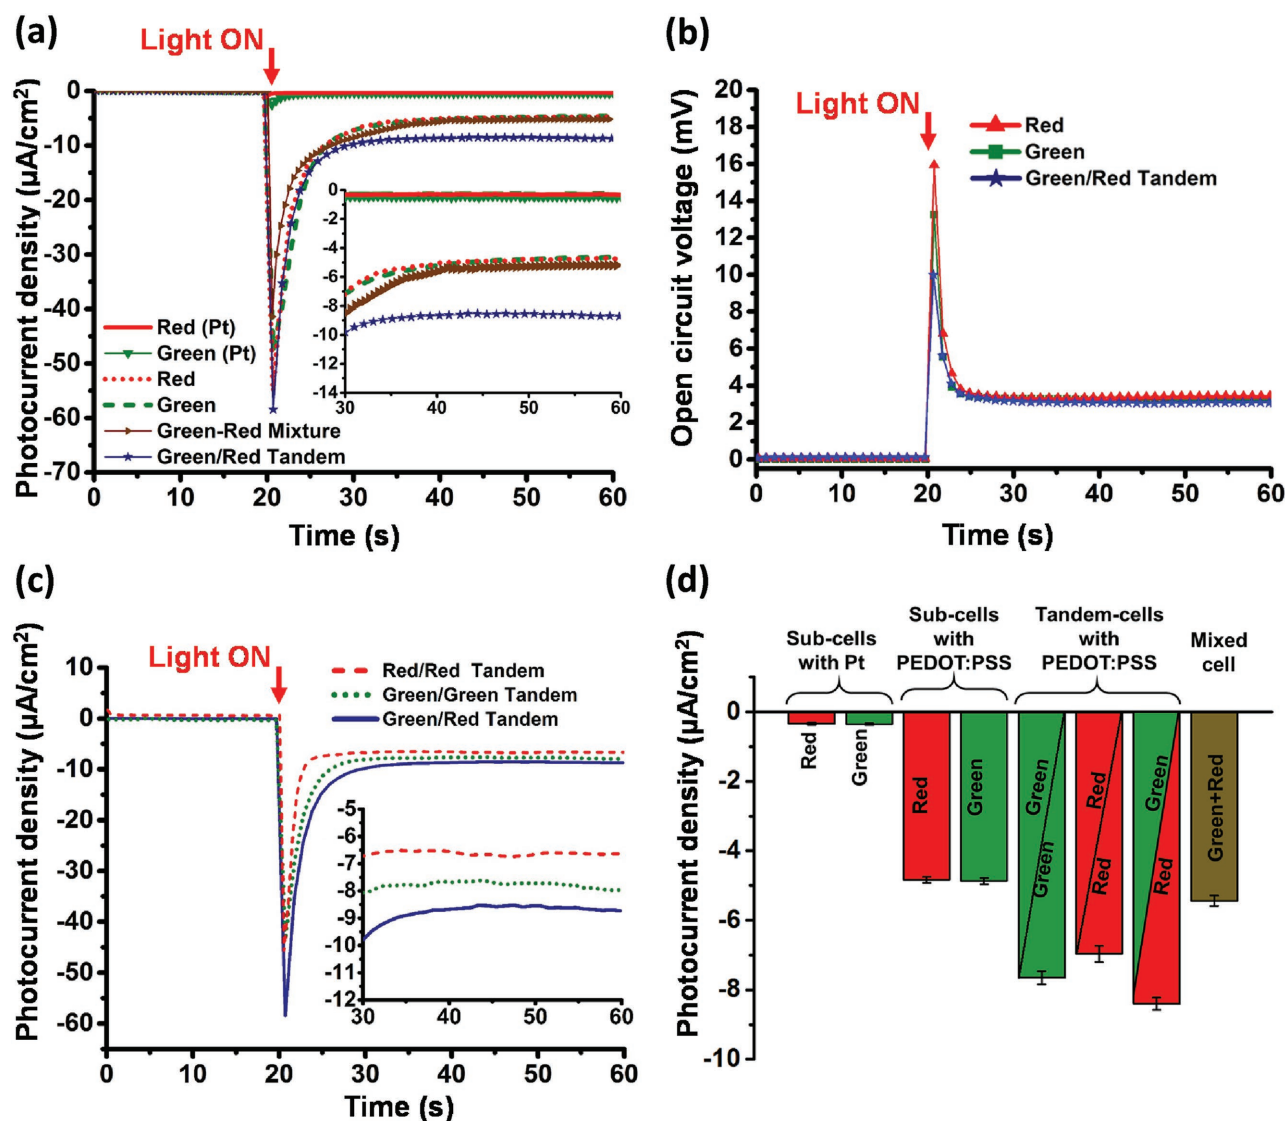 (a)
Light ON
Photocurrent density (µA/cm²)
0
-10
-20
-30
-40
-50
-60
-70
Red (Pt)
Green (Pt)
Red
Green
Green-Red Mixture
Green/Red Tandem
0
-2
-4
-6
-8
-10
-12
-14
30 40 50 60
0 10 20 30 40 50 60
Time (s)
(b)
Light ON
Open circuit voltage (mV)
20
18
16
14
12
10
8
6
4
2
0
Red
Green
Green/Red Tandem
0 10 20 30 40 50 60
Time (s)
(c)
Light ON
Photocurrent density (µA/cm²)
10
0
-10
-20
-30
-40
-50
-60
Red/Red Tandem
Green/Green Tandem
Green/Red Tandem
-5
-6
-7
-8
-9
-10
-11
-12
30 40 50 60
0 10 20 30 40 50 60
Time (s)
(d)
Photocurrent density (µA/cm²)
0
-2
-4
-6
-8
-10
Sub-cells
with Pt
Sub-cells
with
PEDOT:PSS
Tandem-cells
with
PEDOT:PSS
Mixed
cell
Red
Green
Red
Green
Green
Green
Red
Red
Green
Red
Green+Red